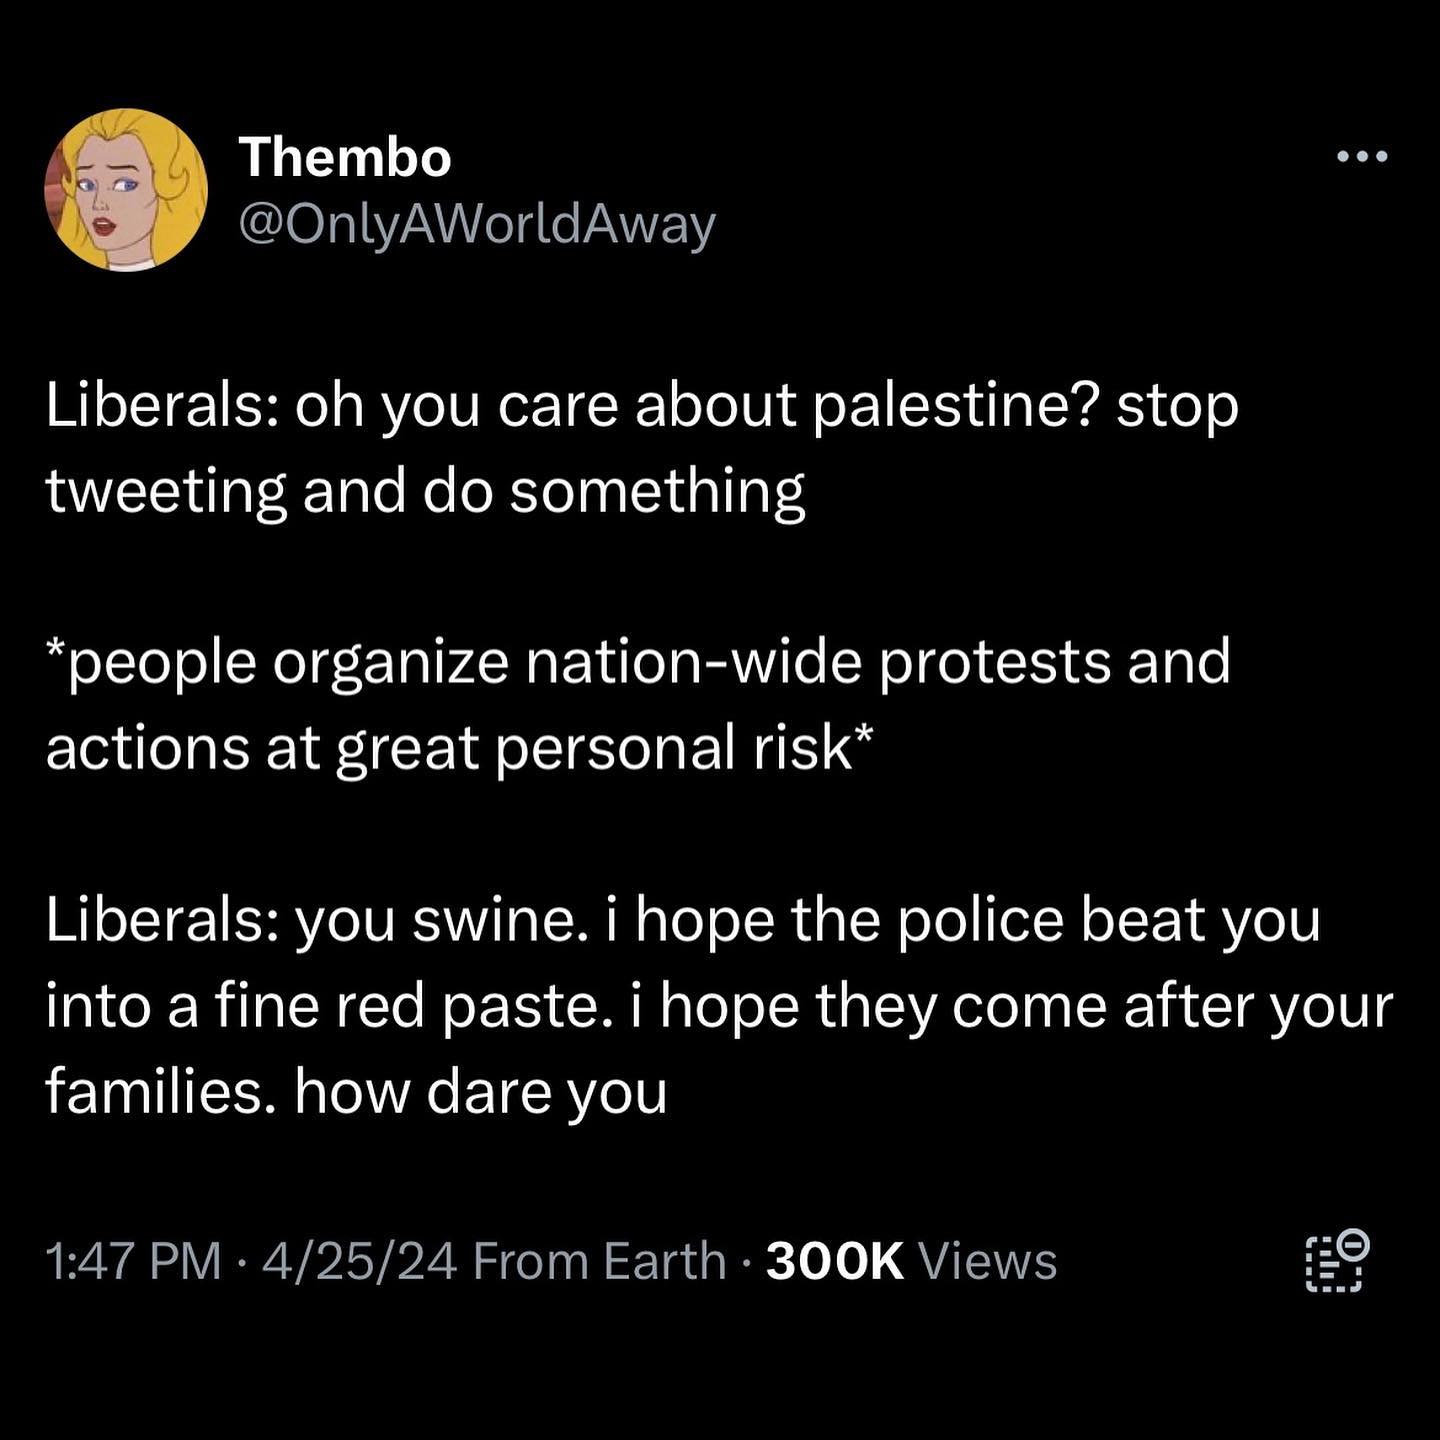 Thembo
@OnlyAWorldAway
Liberals: oh you care about palestine? stop
tweeting and do something
*people organize nation-wide protests and
actions at great personal risk*
Liberals: you swine. i hope the police beat you
into a fine red paste. i hope they come after your
families. how dare you
1:47 PM · 4/25/24 From Earth · 300K Views